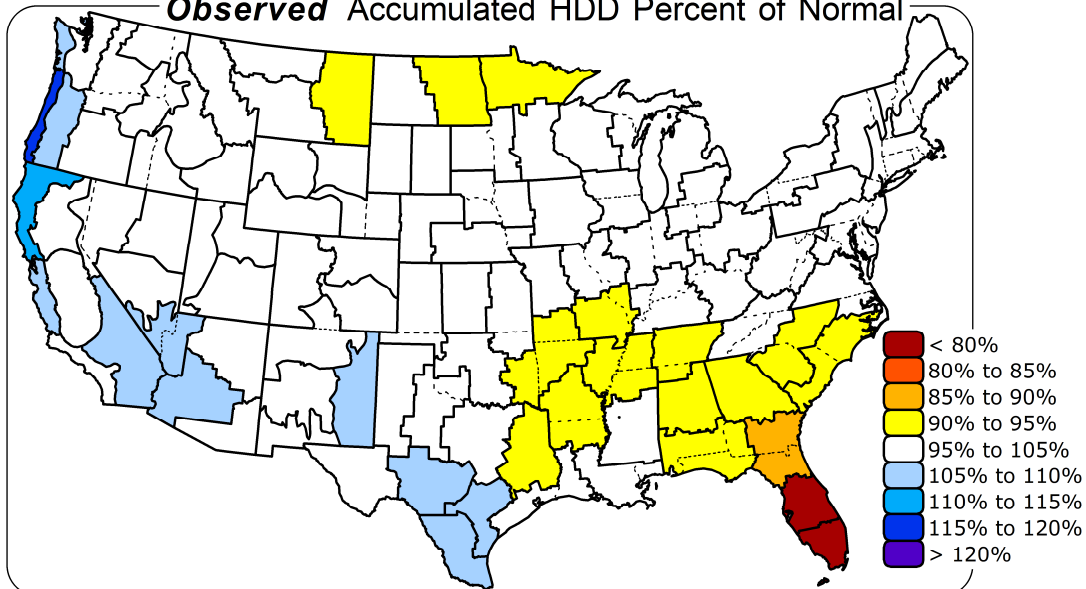 Observed Accumulated HDD Percent of Normal
< 80%
80% to 85%
85% to 90%
90% to 95%
95% to 105%
105% to 110%
110% to 115%
115% to 120%
> 120%